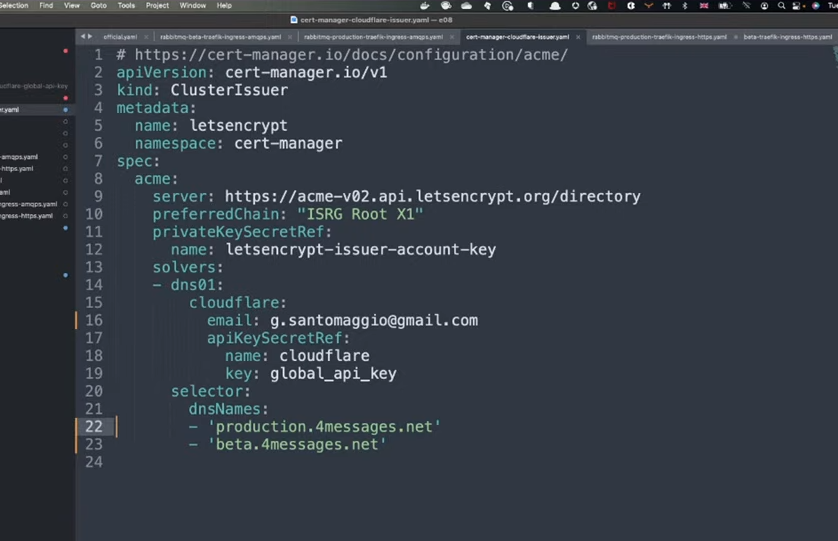 Selection Find View Goto Tools Project Preferences Help
cert-manager-cloudflare-issuer.yaml — e08
official.yaml rabbitmq-beta-traefik-ingress-amqps.yaml rabbitmq-production-traefik-ingress-amqps.yaml cert-manager-cloudflare-issuer.yaml rabbitmq-production-traefik-ingress-https.yaml beta-traefik-ingress-https.yaml
udflare-global-api-key
er.yaml
-amqps.yaml
-https.yaml
aml
ngress-amqps.yaml
ngress-https.yaml
1 # https://cert-manager.io/docs/configuration/acme/
2 apiVersion: cert-manager.io/v1
3 kind: ClusterIssuer
4 metadata:
5 name: letsencrypt
6 namespace: cert-manager
7 spec:
8 acme:
9 server: https://acme-v02.api.letsencrypt.org/directory
10 preferredChain: "ISRG Root X1"
11 privateKeySecretRef:
12 name: letsencrypt-issuer-account-key
13 solvers:
14 - dns01:
15 cloudflare:
16 email: g.santomaggio@gmail.com
17 apiKeySecretRef:
18 name: cloudflare
19 key: global_api_key
20 selector:
21 dnsNames:
22 - 'production.4messages.net'
23 - 'beta.4messages.net'
24